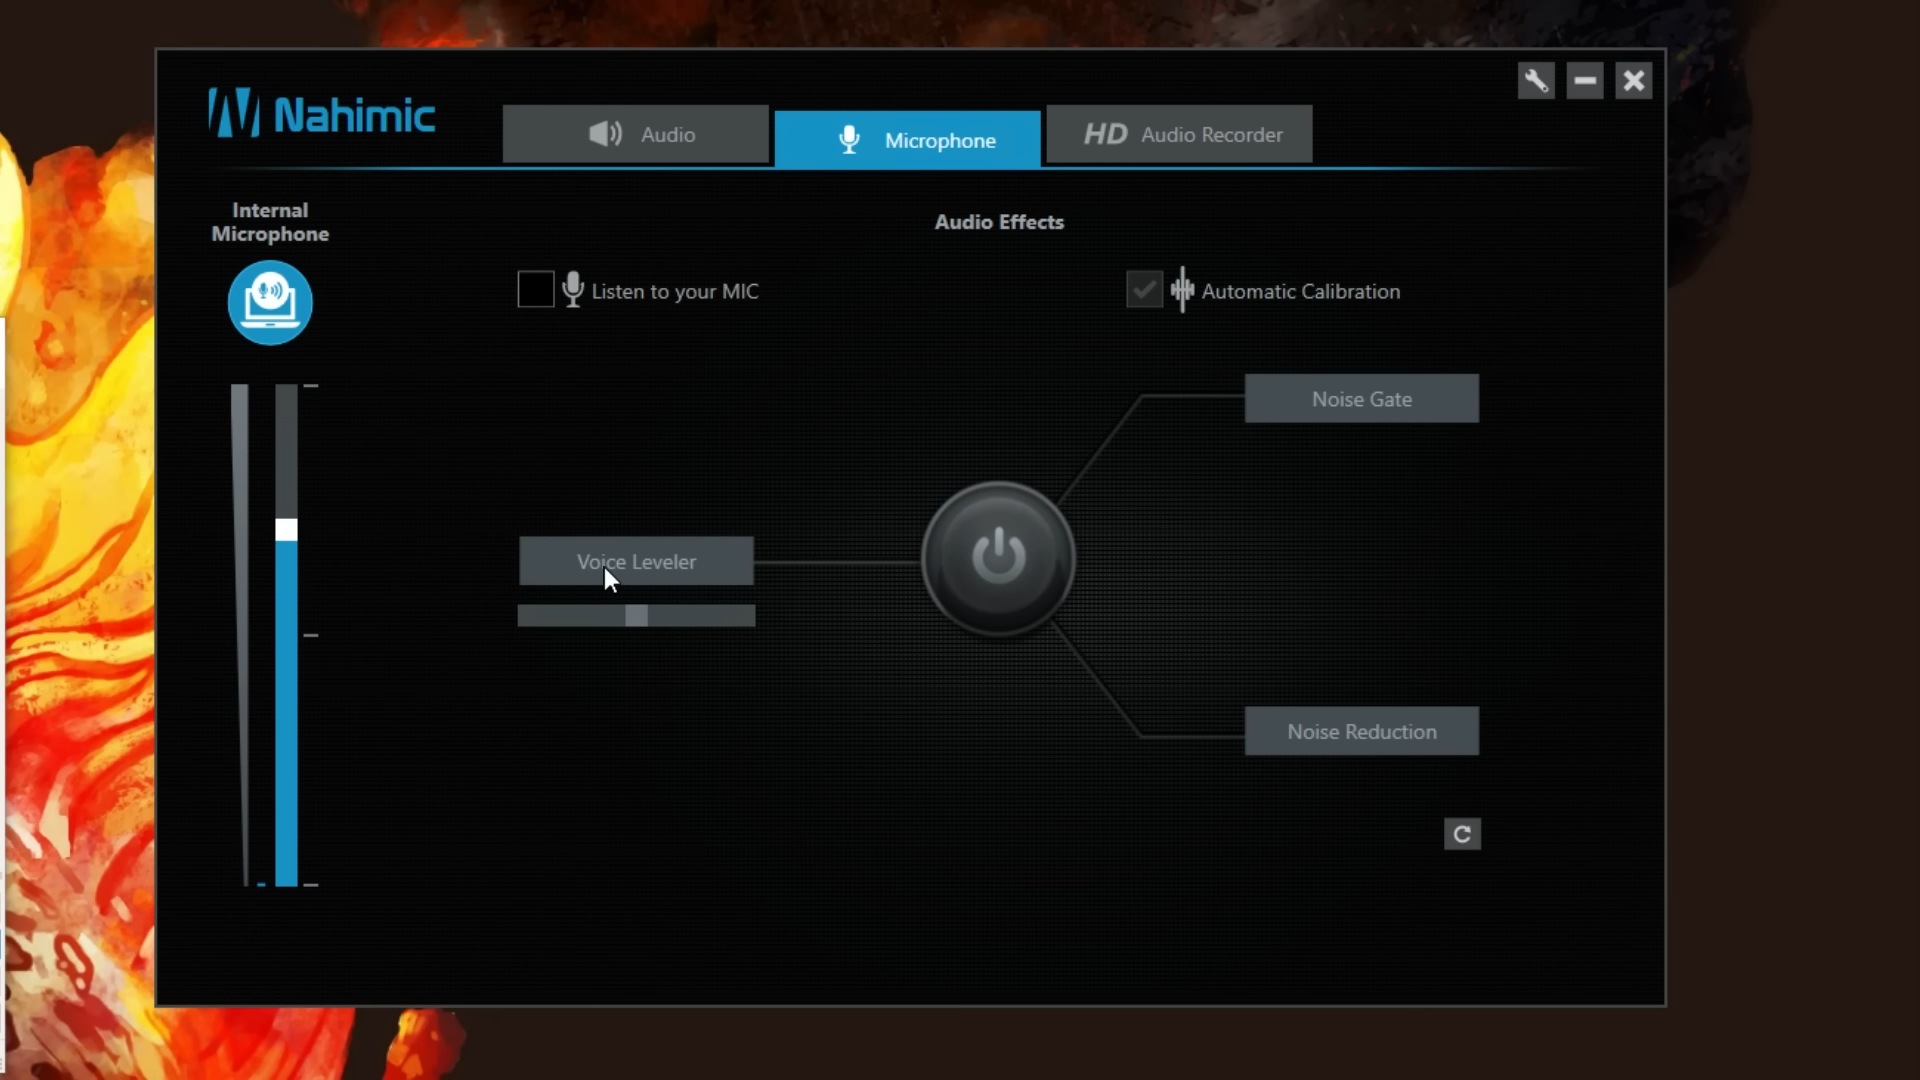 Nahimic
Audio
Microphone
HD Audio Recorder
Internal
Microphone
Audio Effects
Listen to your MIC
Automatic Calibration
Noise Gate
Voice Leveler
Noise Reduction